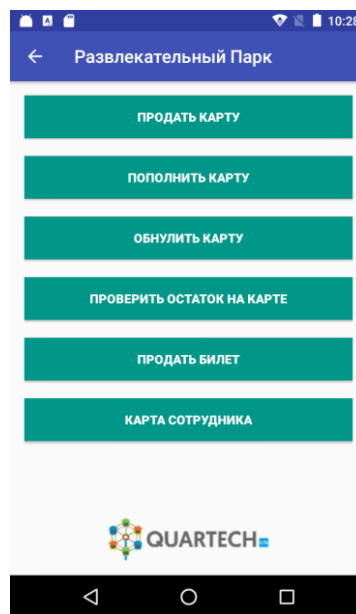 10:28
Развлекательный Парк
ПРОДАТЬ КАРТУ
ПОПОЛНИТЬ КАРТУ
ОБНУЛИТЬ КАРТУ
ПРОВЕРИТЬ ОСТАТОК НА КАРТЕ
ПРОДАТЬ БИЛЕТ
КАРТА СОТРУДНИКА
QUARTECH